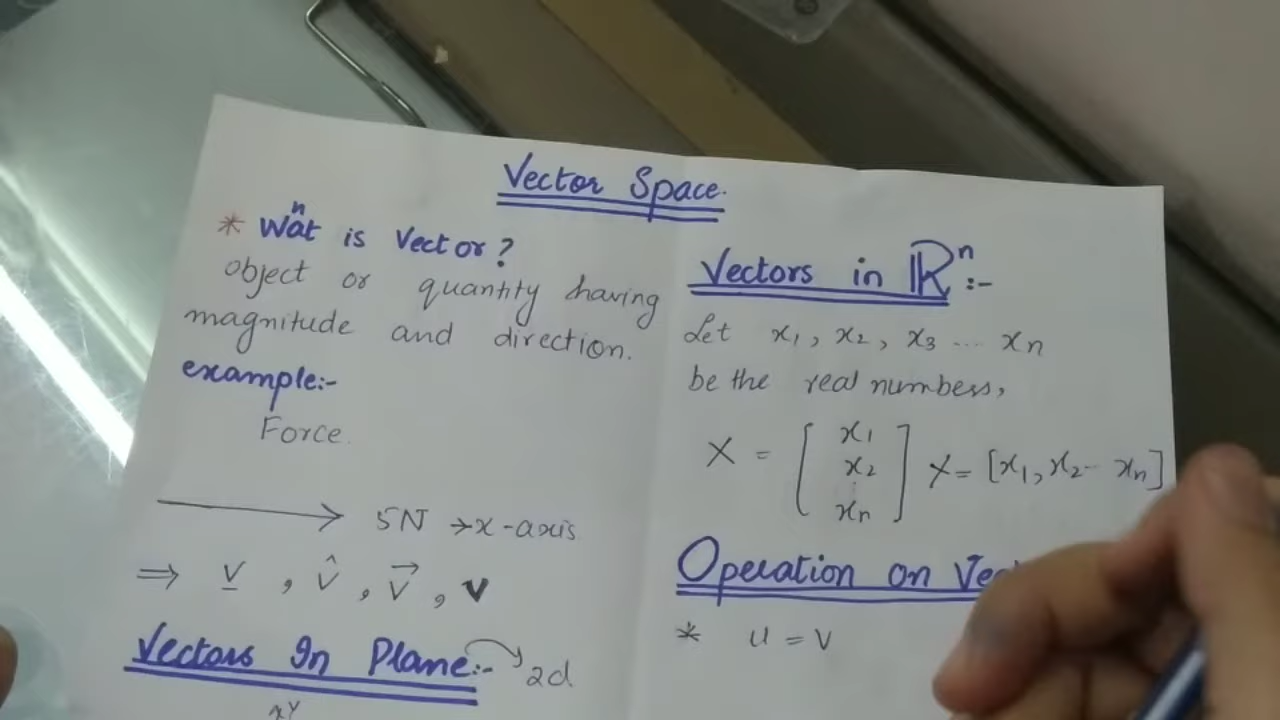 Vector Space.
* What is Vector?
object or quantity having
magnitude and direction.
example:-
Force.
5N → x-axis
⇒ v̲ , v̂ , v⃗ , 𝐯
Vectors In Plane:- 2d
Vectors in ℝⁿ :-
Let x₁, x₂, x₃ ... xₙ
be the real numbers,
X = [x₁ x₂ ⋮ xₙ] X = [x₁, x₂ - xₙ]
Operation on
* u = v